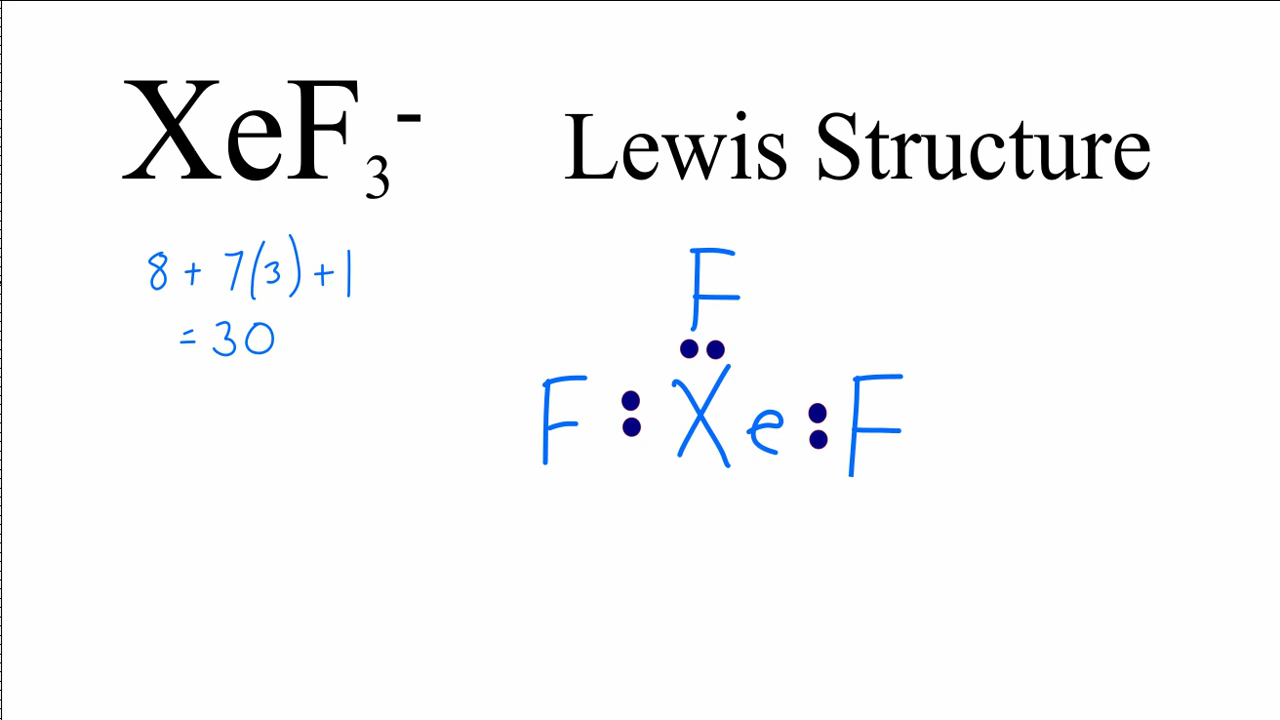 XeF₃⁻ Lewis Structure
8 + 7(3) + 1
= 30
F
F : Xe : F